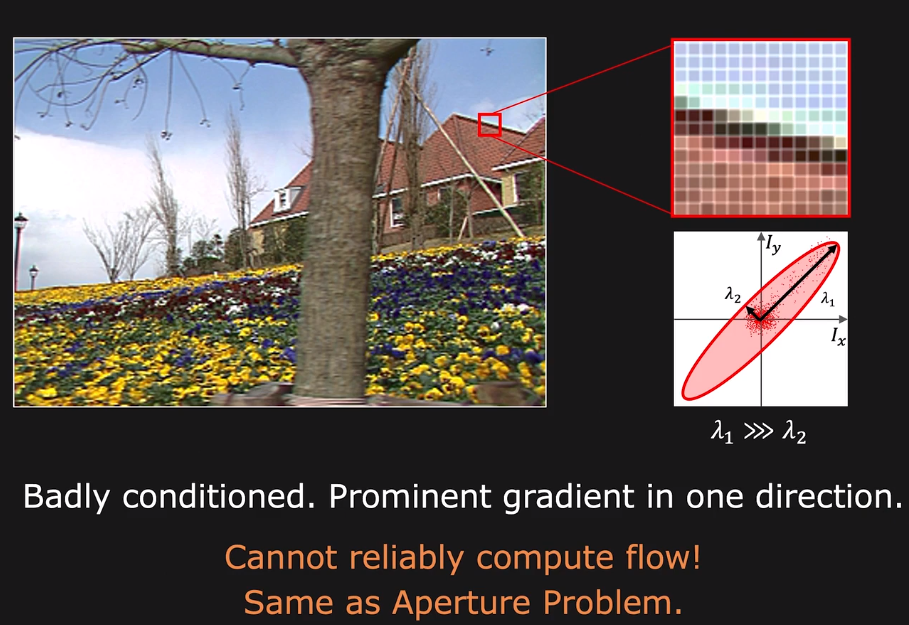 I_y
λ_2
λ_1
I_x
λ_1 ⋙ λ_2
Badly conditioned. Prominent gradient in one direction.
Cannot reliably compute flow!
Same as Aperture Problem.